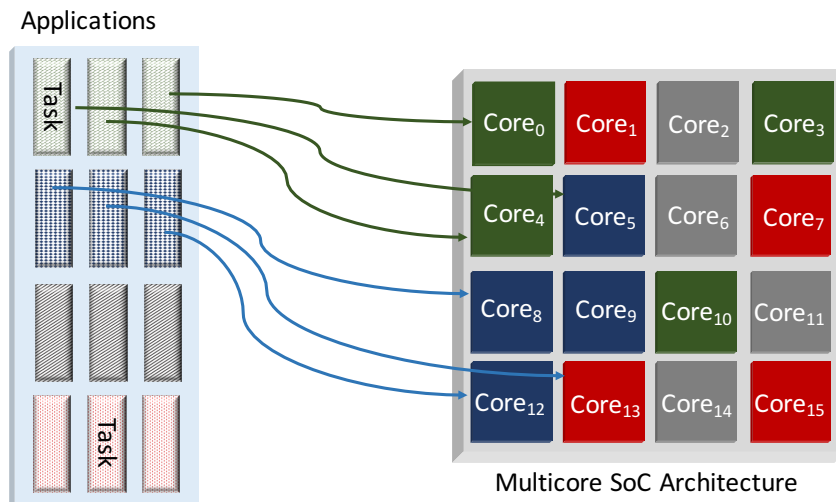 Applications
Task
Task
Core0 Core1 Core2 Core3
Core4 Core5 Core6 Core7
Core8 Core9 Core10 Core11
Core12 Core13 Core14 Core15
Multicore SoC Architecture